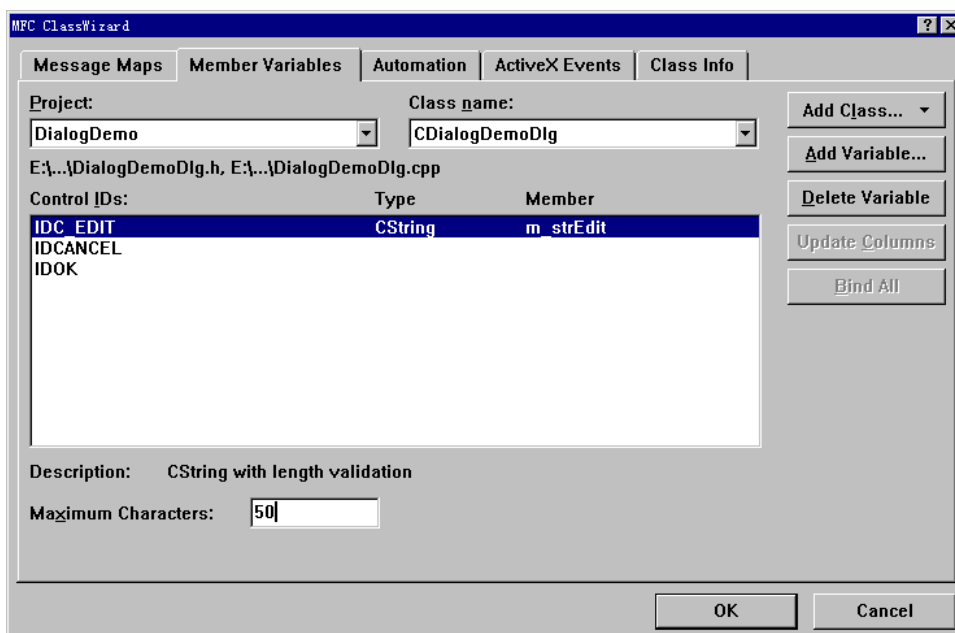 MFC ClassWizard
Message Maps Member Variables Automation ActiveX Events Class Info
Project: Class name:
DialogDemo CDialogDemoDlg
E:\...\DialogDemoDlg.h, E:\...\DialogDemoDlg.cpp
Control IDs: Type Member
IDC_EDIT CString m_strEdit
IDCANCEL
IDOK
Add Class...
Add Variable...
Delete Variable
Update Columns
Bind All
Description: CString with length validation
Maximum Characters: 50
OK Cancel